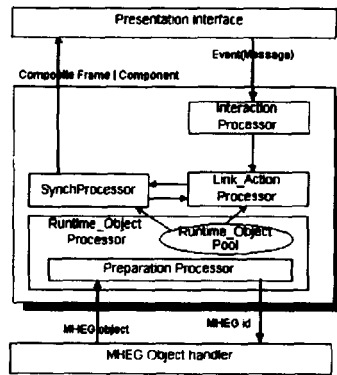 Presentation Interface
Event(Message)
Composite Frame | Component
Interaction
Processor
SynchProcessor
Link_Action
Processor
Runtime_Object
Processor
Runtime_Object
Pool
Preparation Processor
MHEG object
MHEG id
MHEG Object handler